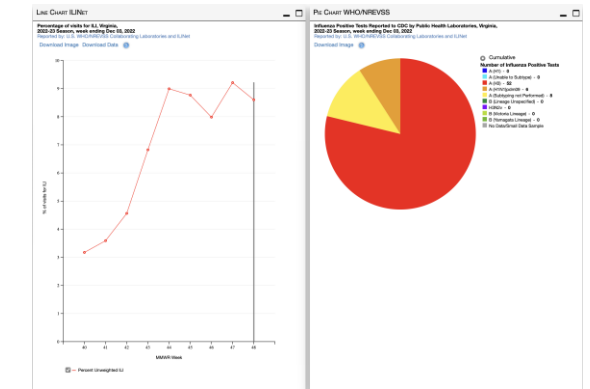 LINE CHART ILINET
Percentage of visits for ILI, Virginia,
2022-23 Season, week ending Dec 03, 2022
Reported by: U.S. WHO/NREVSS Collaborating Laboratories and ILINet
Download Image Download Data
10
9
8
7
6
5
4
3
2
1
0
% of visits for ILI
40 41 42 43 44 45 46 47 48
MMWR Week
Percent Unweighted ILI
PIE CHART WHO/NREVSS
Influenza Positive Tests Reported to CDC by Public Health Laboratories, Virginia,
2022-23 Season, week ending Dec 03, 2022
Reported by: U.S. WHO/NREVSS Collaborating Laboratories and ILINet
Download Image
Cumulative
Number of Influenza Positive Tests
A (H1) - 0
A (Unable to Subtype) - 0
A (H3) - 52
A (H1N1)pdm09 - 6
A (Subtyping not Performed) - 8
B (Lineage Unspecified) - 0
H3N2v - 0
B (Victoria Lineage) - 0
B (Yamagata Lineage) - 0
No Data/Small Data Sample